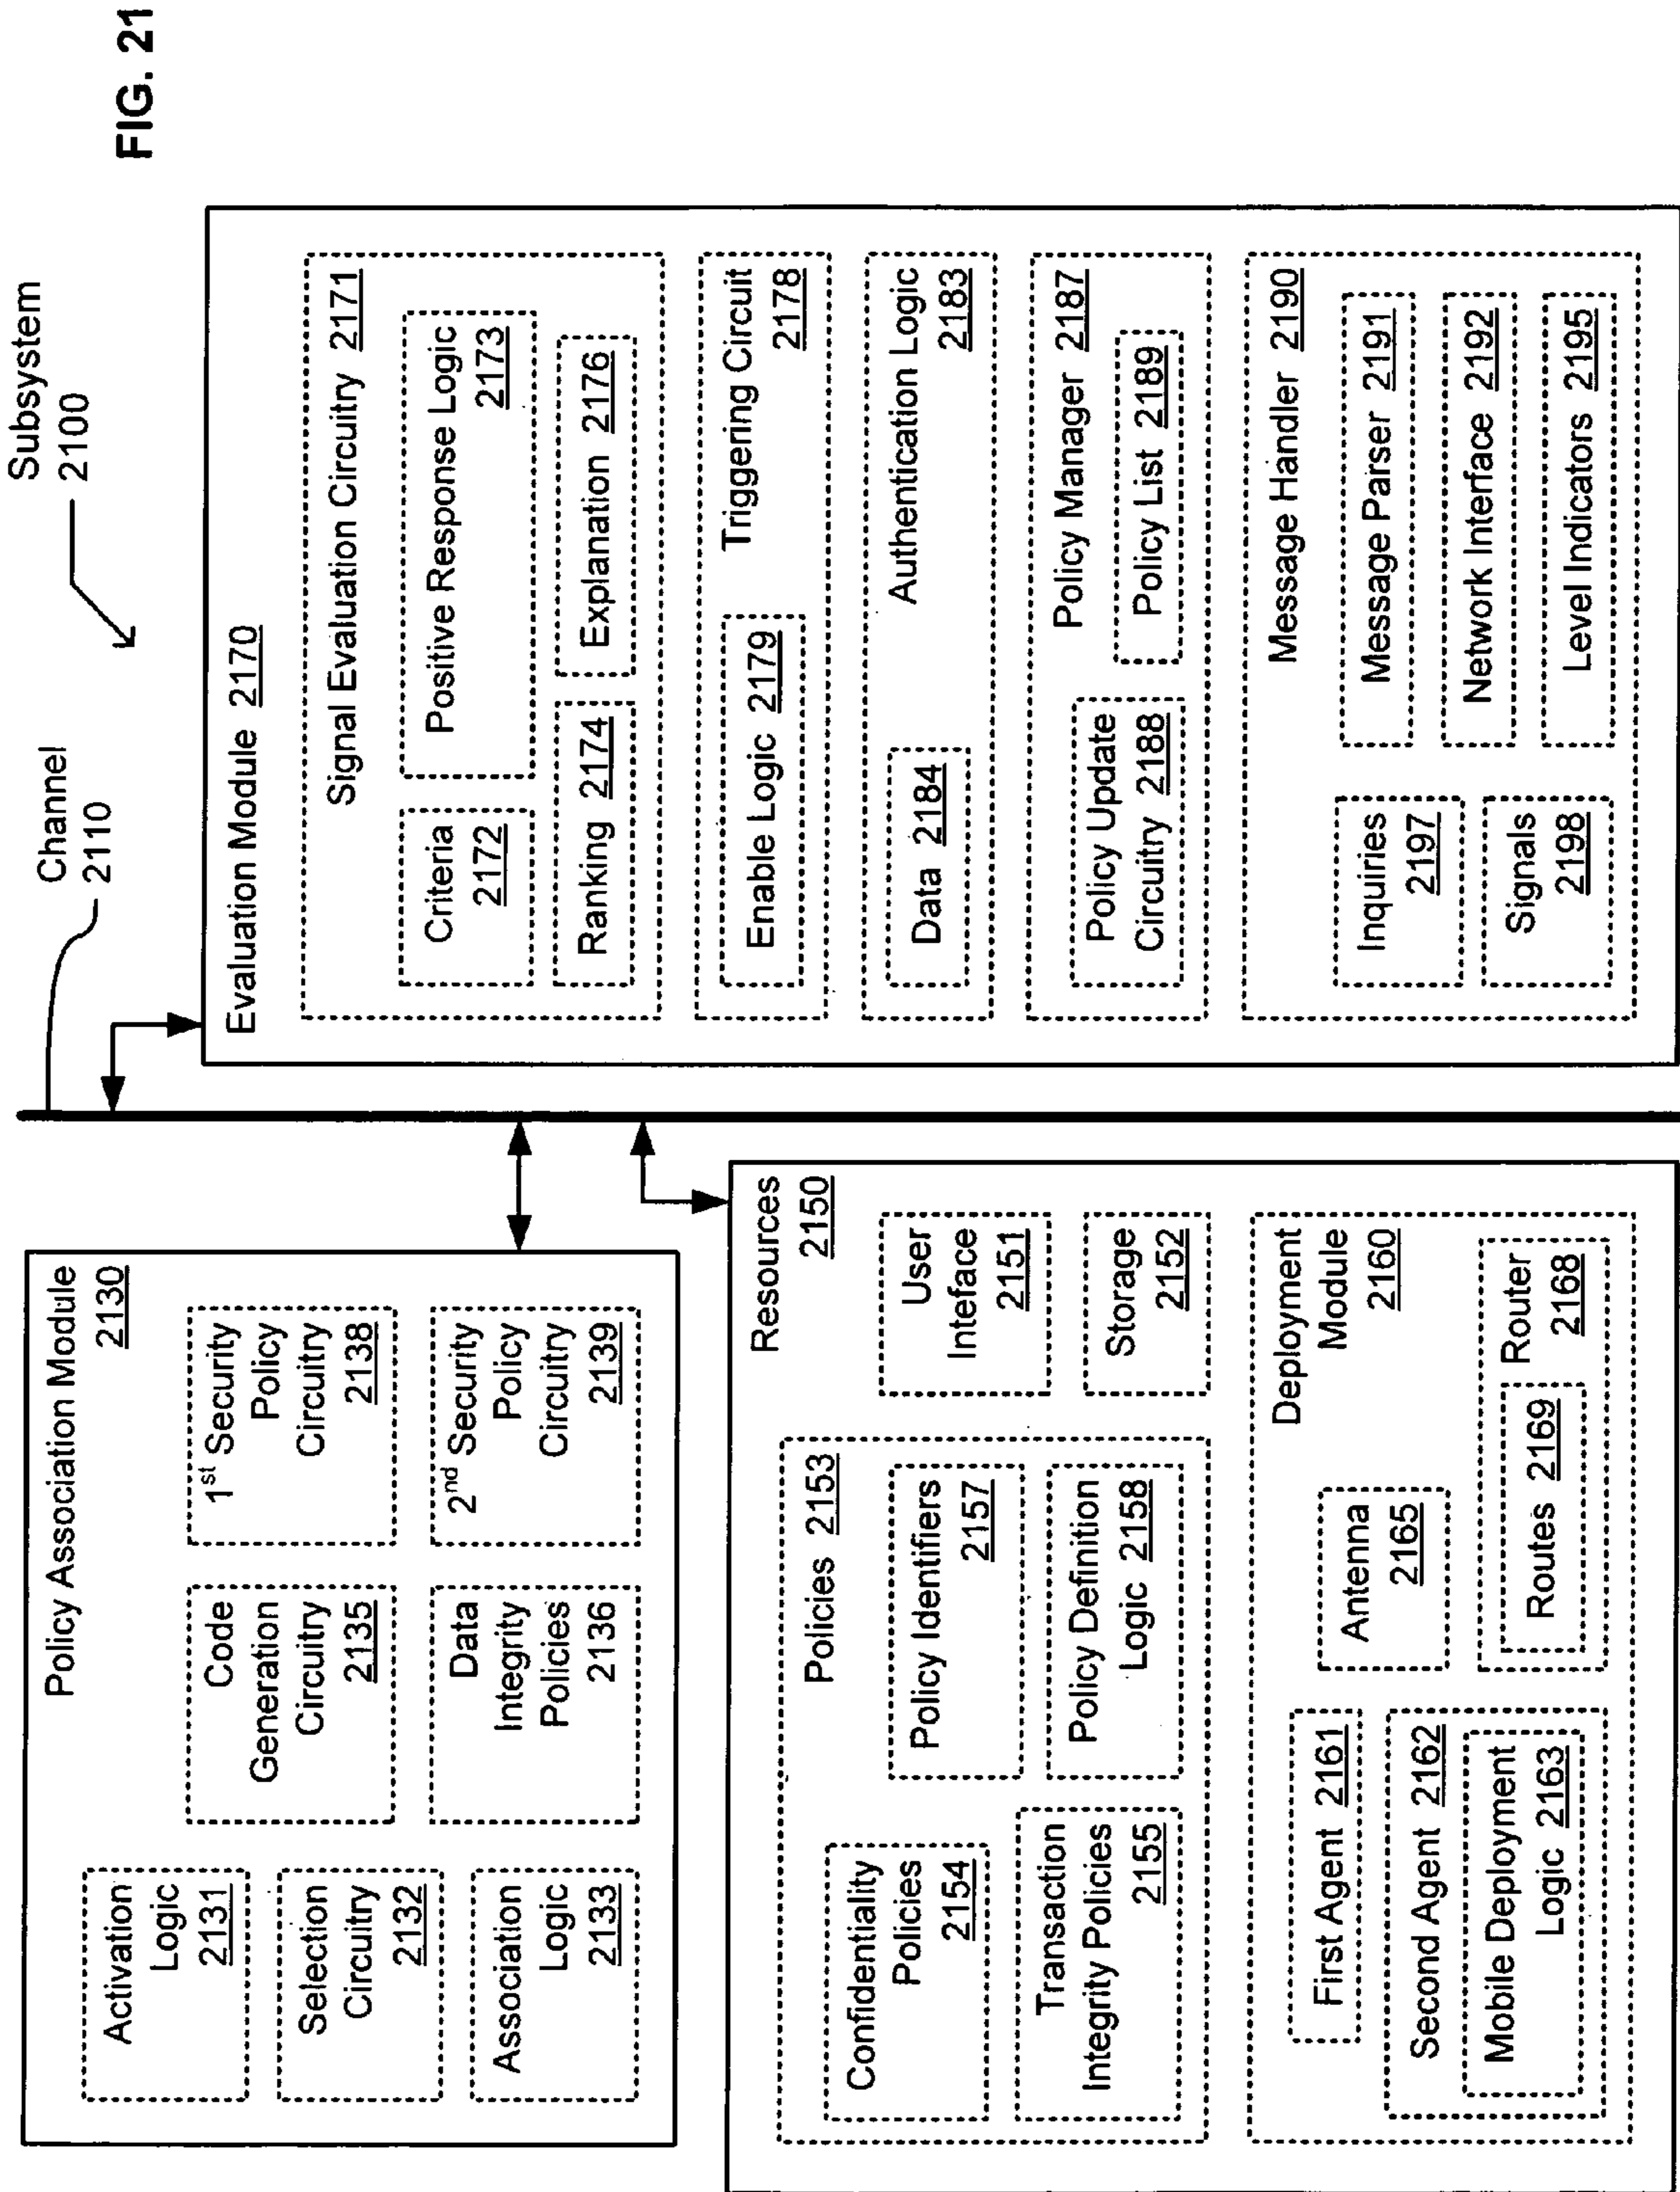 FIG. 21
Subsystem
2100
Channel
2110
Policy Association Module
2130
Activation
Logic
2131
Selection
Circuitry
2132
Association
Logic
2133
Code
Generation
Circuitry
2135
Data
Integrity
Policies
2136
1st Security
Policy
Circuitry
2138
2nd Security
Policy
Circuitry
2139
Resources
2150
Policies 2153
Confidentiality
Policies
2154
Transaction
Integrity Policies
2155
Policy Identifiers
2157
Policy Definition
Logic 2158
User
Inteface
2151
Storage
2152
Deployment
Module
2160
First Agent 2161
Second Agent 2162
Mobile Deployment
Logic 2163
Antenna
2165
Router
2168
Routes 2169
Evaluation Module 2170
Signal Evaluation Circuitry 2171
Criteria
2172
Positive Response Logic
2173
Ranking 2174
Explanation 2176
Triggering Circuit
2178
Enable Logic 2179
Authentication Logic
2183
Data 2184
Policy Manager 2187
Policy Update
Circuitry 2188
Policy List 2189
Message Handler 2190
Inquiries
2197
Signals
2198
Message Parser 2191
Network Interface 2192
Level Indicators 2195